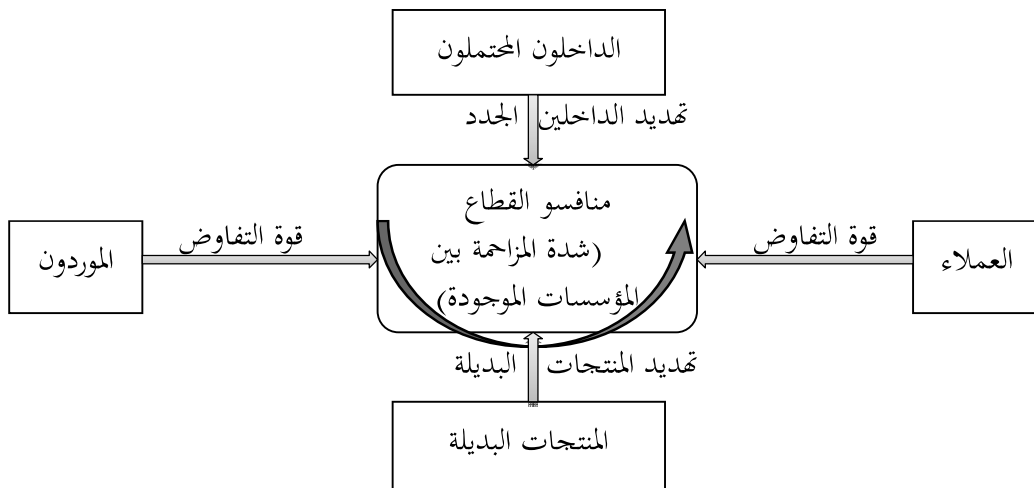 الداخلون المحتملون
تهديد الداخلين الجدد
منافسو القطاع
(شدة المزاحمة بين
المؤسسات الموجودة)
العملاء
قوة التفاوض
قوة التفاوض
الموردون
تهديد المنتجات البديلة
المنتجات البديلة